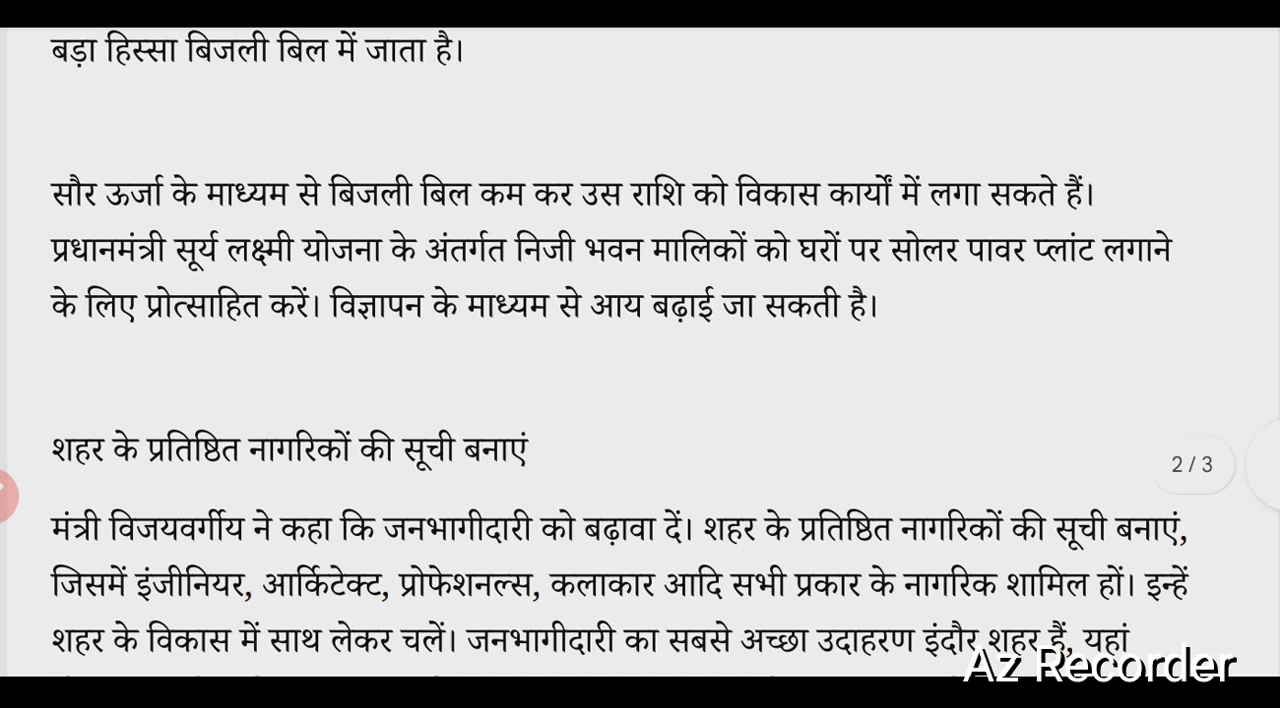 बड़ा हिस्सा बिजली बिल में जाता है।
सौर ऊर्जा के माध्यम से बिजली बिल कम कर उस राशि को विकास कार्यों में लगा सकते हैं।
प्रधानमंत्री सूर्य लक्ष्मी योजना के अंतर्गत निजी भवन मालिकों को घरों पर सोलर पावर प्लांट लगाने
के लिए प्रोत्साहित करें। विज्ञापन के माध्यम से आय बढ़ाई जा सकती है।
शहर के प्रतिष्ठित नागरिकों की सूची बनाएं
2 / 3
मंत्री विजयवर्गीय ने कहा कि जनभागीदारी को बढ़ावा दें। शहर के प्रतिष्ठित नागरिकों की सूची बनाएं,
जिसमें इंजीनियर, आर्किटेक्ट, प्रोफेशनल्स, कलाकार आदि सभी प्रकार के नागरिक शामिल हों। इन्हें
शहर के विकास में साथ लेकर चलें। जनभागीदारी का सबसे अच्छा उदाहरण इंदौर शहर हैं, यहां
Az Recorder